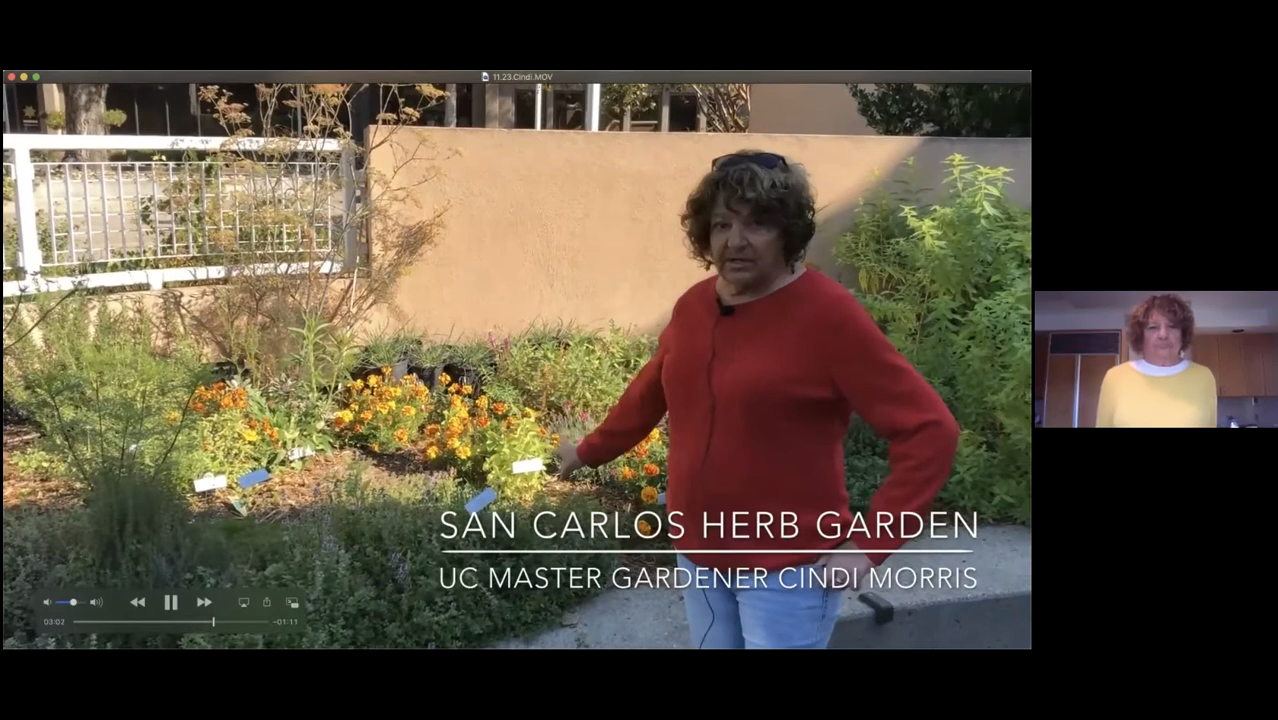 11.23.Cindi.MOV
SAN CARLOS HERB GARDEN
UC MASTER GARDENER CINDI MORRIS
03:02
-01:11